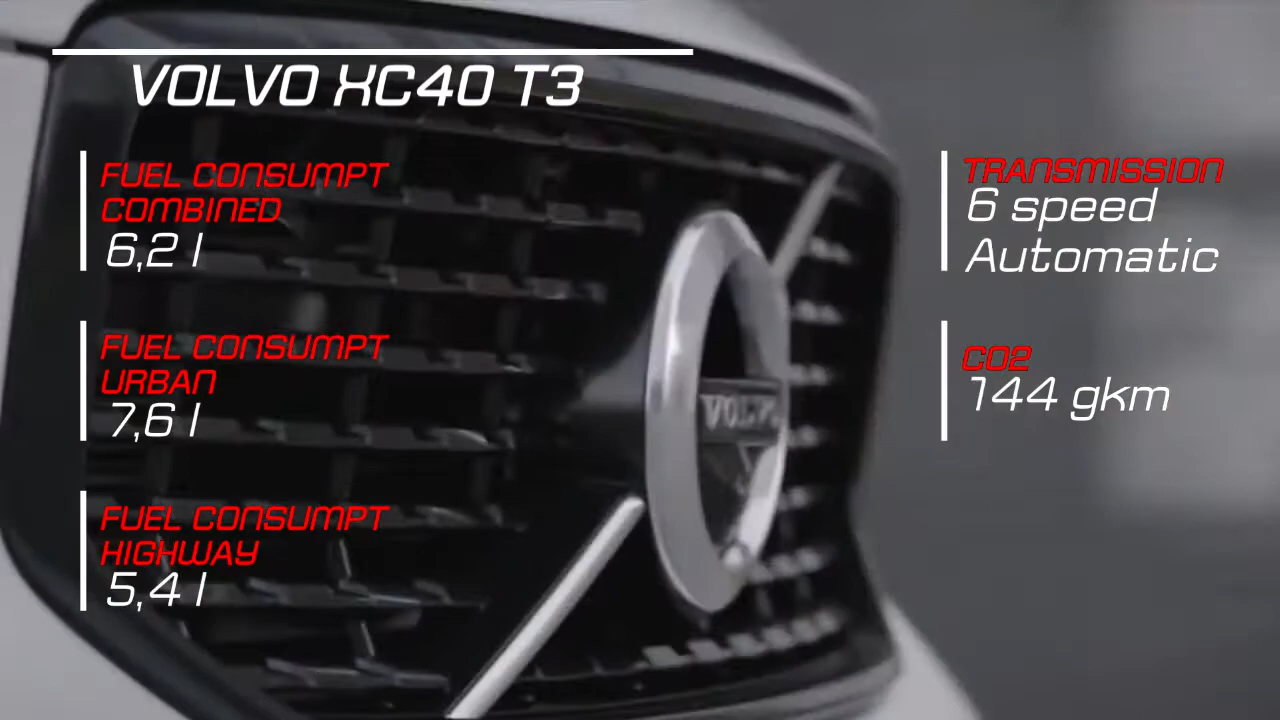 VOLVO XC40 T3
FUEL CONSUMPT
COMBINED
6,2 l
FUEL CONSUMPT
URBAN
7,6 l
FUEL CONSUMPT
HIGHWAY
5,4 l
TRANSMISSION
6 speed
Automatic
CO2
144 gkm
VOLVO